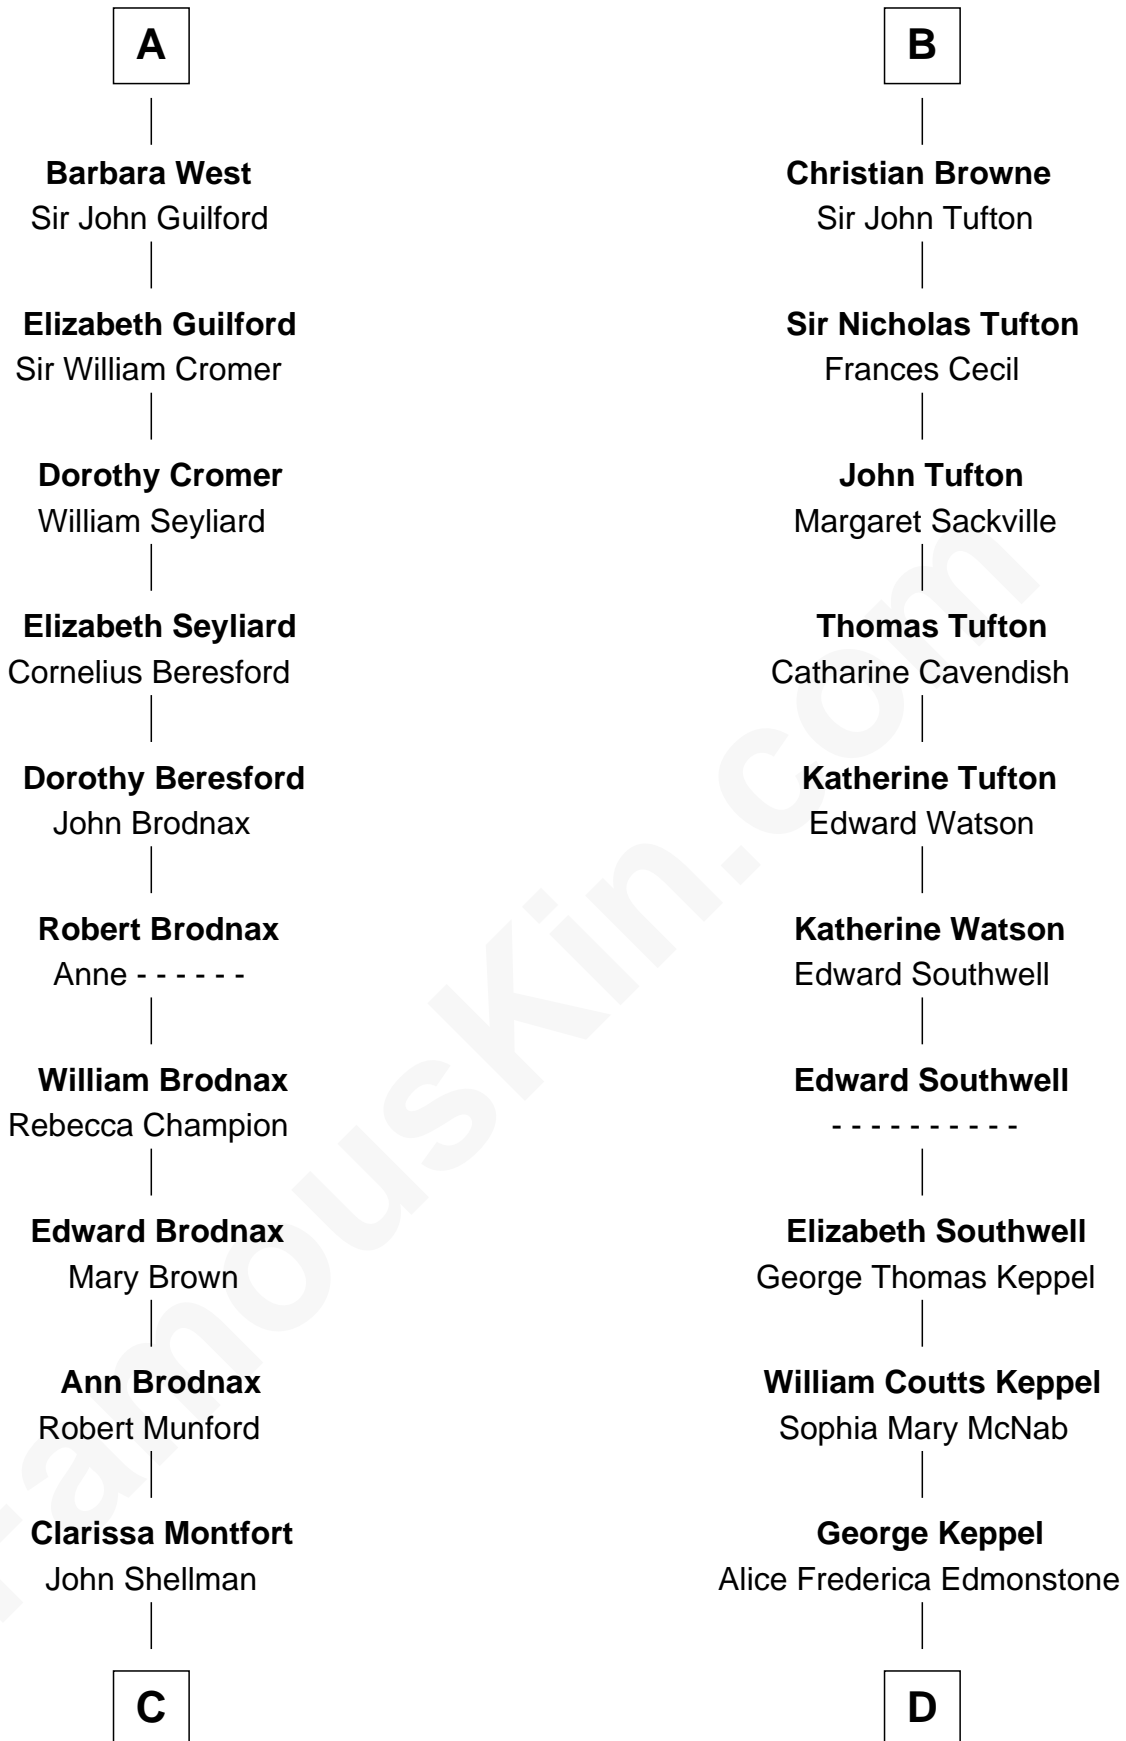 A
Barbara West
Sir John Guilford
Elizabeth Guilford
Sir William Cromer
Dorothy Cromer
William Seyliard
Elizabeth Seyliard
Cornelius Beresford
Dorothy Beresford
John Brodnax
Robert Brodnax
Anne - - - - - -
William Brodnax
Rebecca Champion
Edward Brodnax
Mary Brown
Ann Brodnax
Robert Munford
Clarissa Montfort
John Shellman
C
B
Christian Browne
Sir John Tufton
Sir Nicholas Tufton
Frances Cecil
John Tufton
Margaret Sackville
Thomas Tufton
Catharine Cavendish
Katherine Tufton
Edward Watson
Katherine Watson
Edward Southwell
Edward Southwell
- - - - - - - - - -
Elizabeth Southwell
George Thomas Keppel
William Coutts Keppel
Sophia Mary McNab
George Keppel
Alice Frederica Edmonstone
D
FamousKin.com